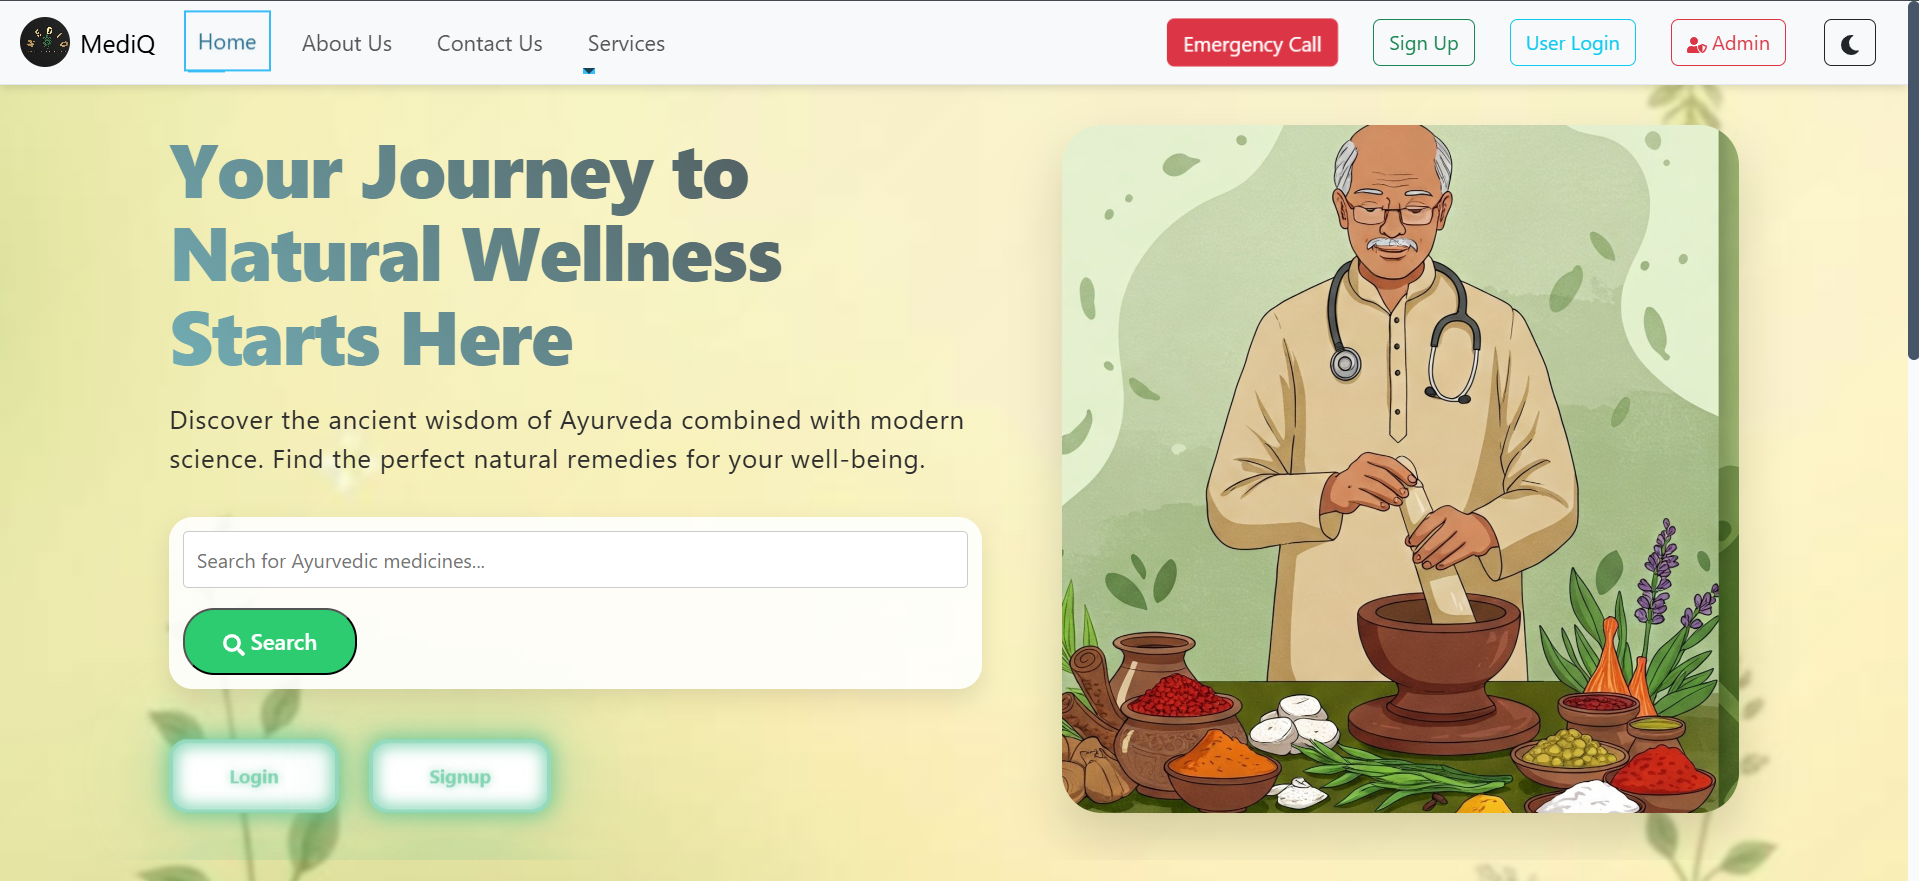 MEDIQ
MediQ
Home
About Us
Contact Us
Services
Emergency Call
Sign Up
User Login
Admin
Your Journey to
Natural Wellness
Starts Here
Discover the ancient wisdom of Ayurveda combined with modern
science. Find the perfect natural remedies for your well-being.
Search for Ayurvedic medicines...
Search
Login
Signup